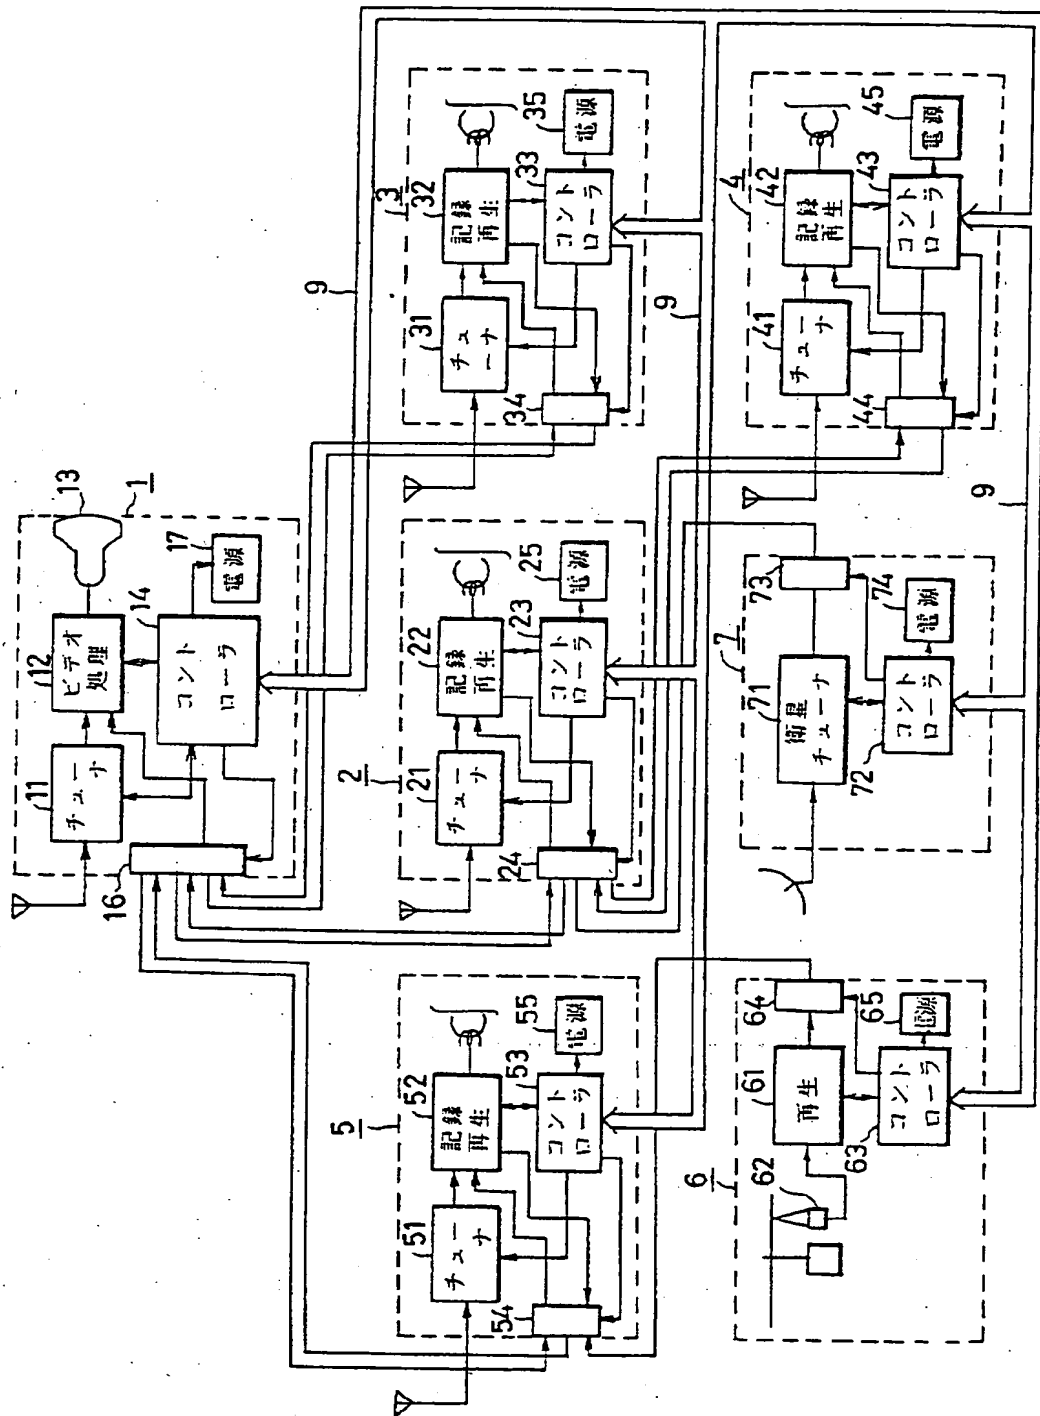 1
11
チューナ
12
ビデオ
処理
13
14
コント
ローラ
16
17
電源
9
2
21
チューナ
22
記録
再生
23
コント
ローラ
24
25
電源
3
31
チューナ
32
記録
再生
33
コント
ローラ
34
35
電源
9
5
51
チューナ
52
記録
再生
53
コント
ローラ
54
55
電源
4
41
チューナ
42
記録
再生
43
コント
ローラ
44
45
電源
9
6
61
再生
62
63
コント
ローラ
64
65
電源
7
71
衛星
チューナ
72
コント
ローラ
73
74
電源